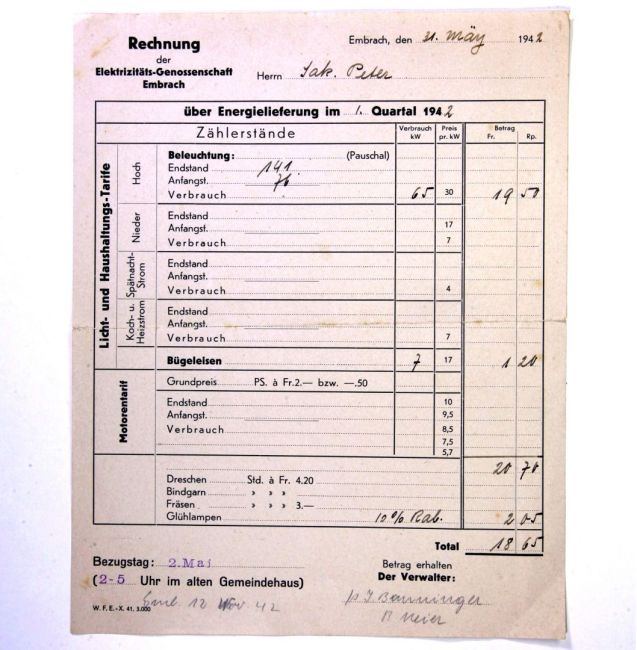 Rechnung
der
Elektrizitäts-Genossenschaft
Embrach
Embrach, den 31. März 1942
Herrn Jak. Peter
über Energielieferung im 1. Quartal 1942
Zählerstände Verbrauch kW Preis pr. kW Betrag Fr. Rp.
Licht- und Haushaltungs-Tarife
Hoch
Beleuchtung: (Pauschal)
Endstand 141
Anfangst. 76
Verbrauch 65 30 19 50
Nieder
Endstand
Anfangst. 17
Verbrauch 7
Spätnacht-Strom
Endstand
Anfangst.
Verbrauch 4
Koch- u. Heizstrom
Endstand
Anfangst.
Verbrauch 7
Bügeleisen 7 17 1 20
Motorentarif
Grundpreis PS. à Fr. 2.— bzw. —.50
Endstand 10
Anfangst. 9,5
Verbrauch 8,5
7,5
5,7
20 70
Dreschen Std. à Fr. 4.20
Bindgarn » » »
Fräsen » » » 3.—
Glühlampen 10% Rab. 2 05
Total 18 65
Bezugstag: 2.Mai
(2-5 Uhr im alten Gemeindehaus)
Betrag erhalten
Der Verwalter:
Emb. 12 Nov. 42
W. F. E.-X. 41. 3.000
B Meier